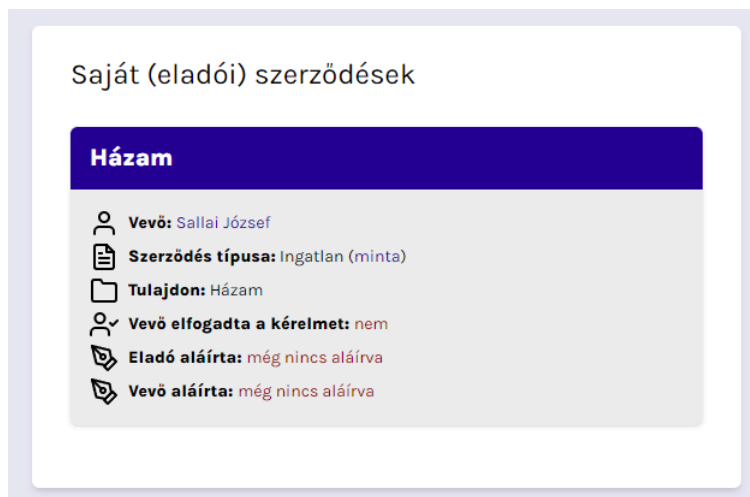 Saját (eladói) szerződések
Házam
Vevő: Sallai József
Szerződés típusa: Ingatlan (minta)
Tulajdon: Házam
Vevő elfogadta a kérelmet: nem
Eladó aláírta: még nincs aláírva
Vevő aláírta: még nincs aláírva